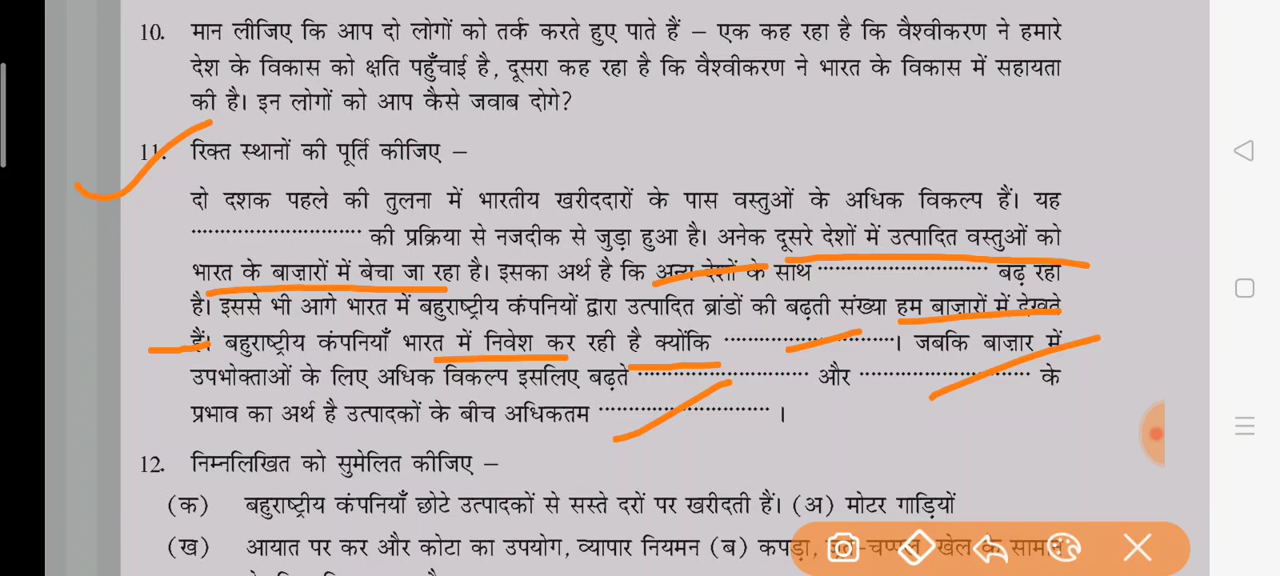 10. मान लीजिए कि आप दो लोगों को तर्क करते हुए पाते हैं – एक कह रहा है कि वैश्वीकरण ने हमारे
देश के विकास को क्षति पहुँचाई है, दूसरा कह रहा है कि वैश्वीकरण ने भारत के विकास में सहायता
की है। इन लोगों को आप कैसे जवाब दोगे?
11. रिक्त स्थानों की पूर्ति कीजिए –
दो दशक पहले की तुलना में भारतीय खरीददारों के पास वस्तुओं के अधिक विकल्प हैं। यह
.............................. की प्रक्रिया से नजदीक से जुड़ा हुआ है। अनेक दूसरे देशों में उत्पादित वस्तुओं को
भारत के बाज़ारों में बेचा जा रहा है। इसका अर्थ है कि अन्य देशों के साथ .............................. बढ़ रहा
है। इससे भी आगे भारत में बहुराष्ट्रीय कंपनियों द्वारा उत्पादित ब्रांडों की बढ़ती संख्या हम बाज़ारों में देखते
हैं। बहुराष्ट्रीय कंपनियाँ भारत में निवेश कर रही है क्योंकि .............................. । जबकि बाज़ार में
उपभोक्ताओं के लिए अधिक विकल्प इसलिए बढ़ते .............................. और .............................. के
प्रभाव का अर्थ है उत्पादकों के बीच अधिकतम .............................. ।
12. निम्नलिखित को सुमेलित कीजिए –
(क) बहुराष्ट्रीय कंपनियाँ छोटे उत्पादकों से सस्ते दरों पर खरीदती हैं। (अ) मोटर गाड़ियों
(ख) आयात पर कर और कोटा का उपयोग, व्यापार नियमन (ब) कपड़ा, जूते-चप्पल, खेल के सामान